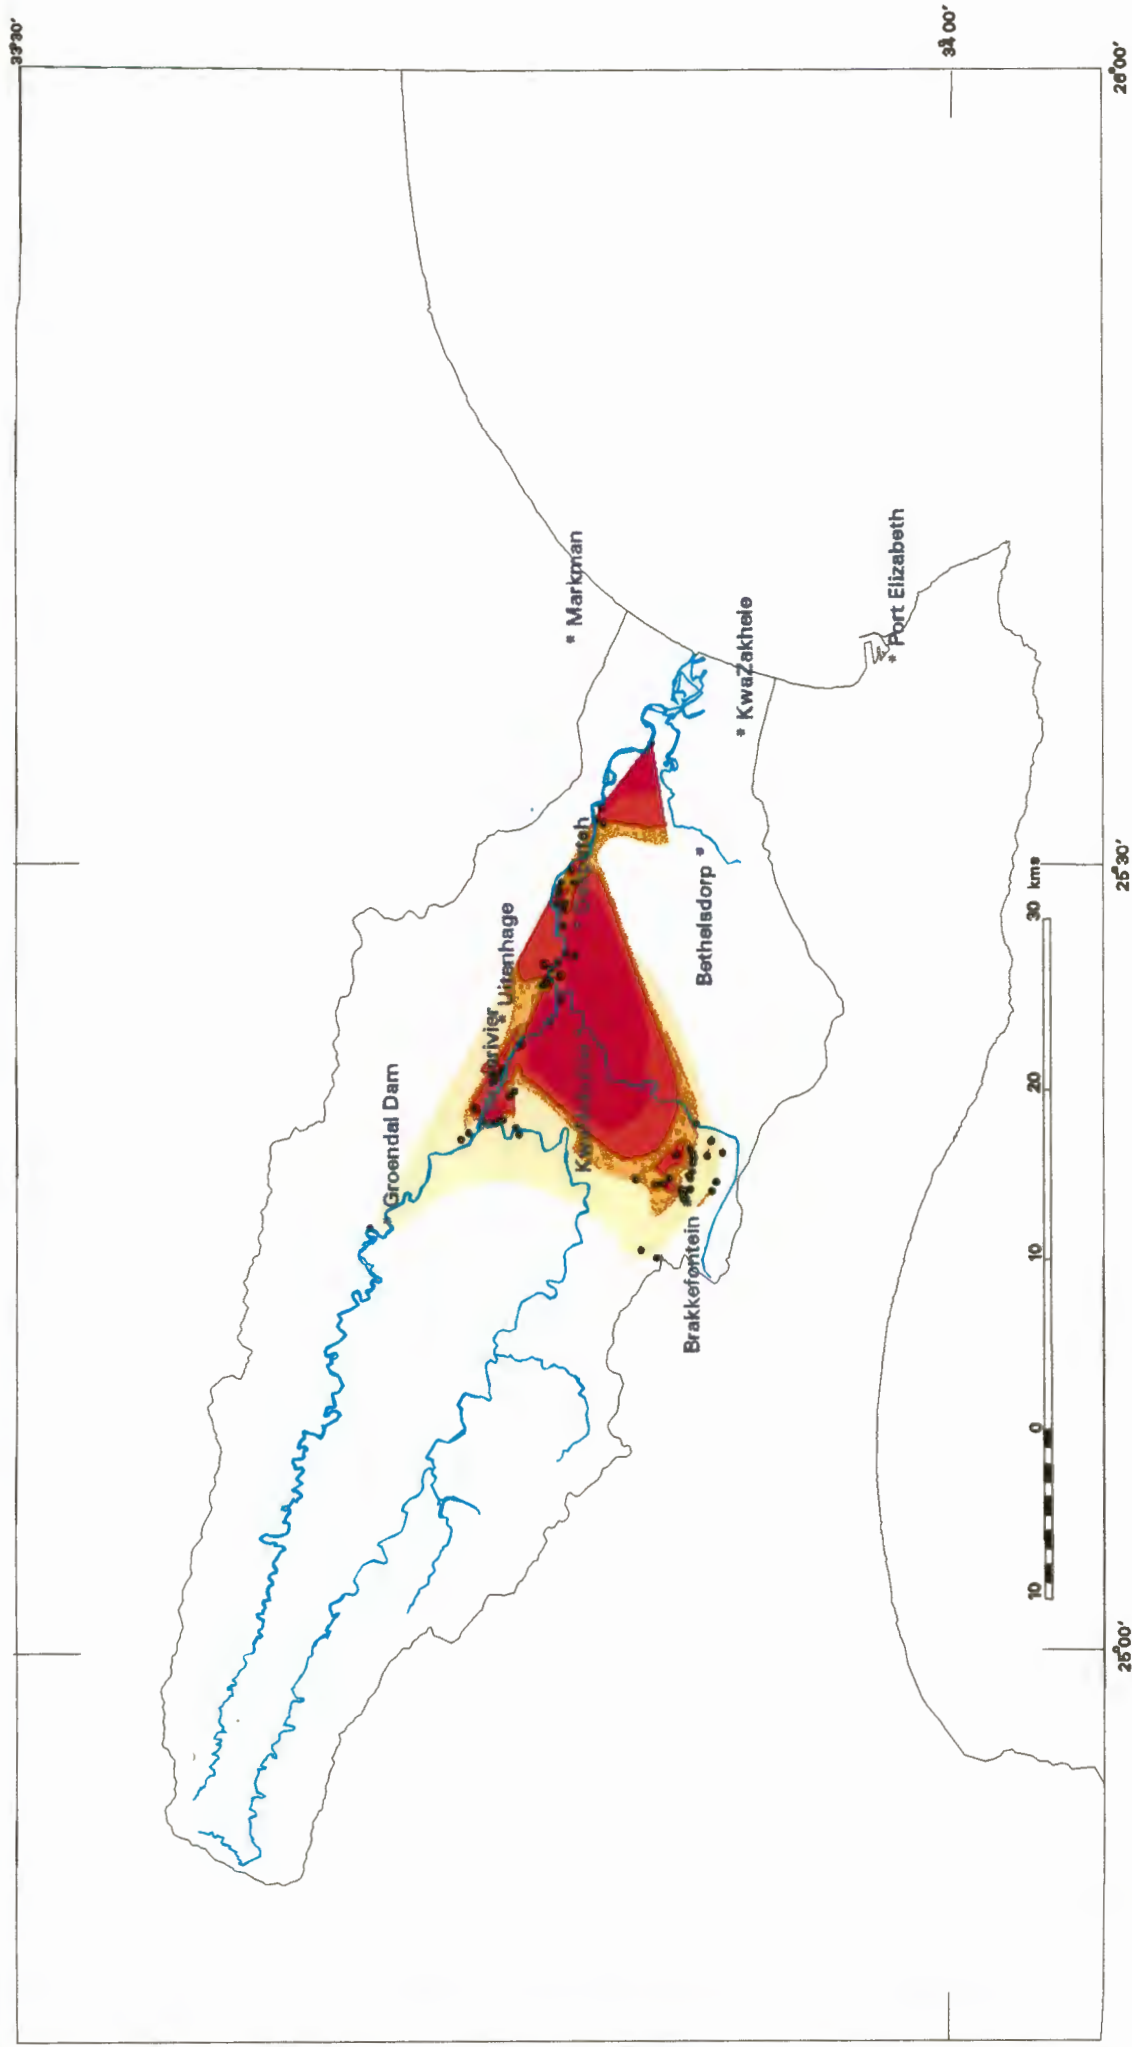 33°30'
34°00'
26°00'
* Markman
* Port Elizabeth
* KwaZakhele
Bethelsdorp *
25°30'
* Uitenhage
* Groendal Dam
Brakkefontein
10 0 10 20 30 kms
25°00'